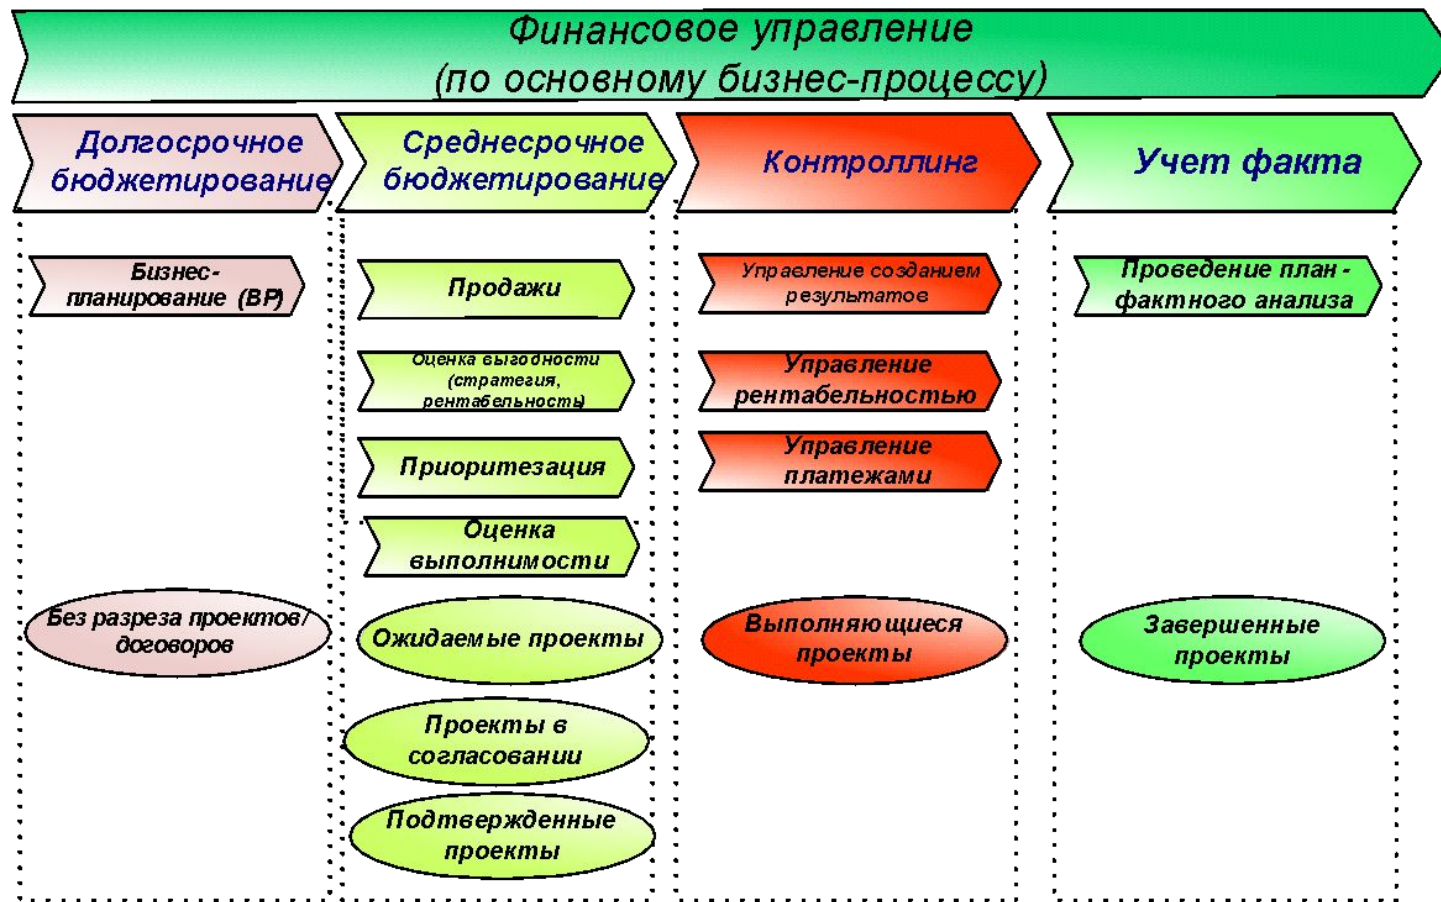 Финансовое управление
(по основному бизнес-процессу)
Долгосрочное
бюджетирование
Среднесрочное
бюджетирование
Контроллинг
Учет факта
Бизнес-
планирование (ВР)
Продажи
Оценка выгодности
(стратегия,
рентабельность)
Приоритезация
Оценка
выполнимости
Управление созданием
результатов
Управление
рентабельностью
Управление
платежами
Проведение план -
фактного анализа
Без разреза проектов/
договоров
Ожидаемые проекты
Проекты в
согласовании
Подтвержденные
проекты
Выполняющиеся
проекты
Завершенные
проекты